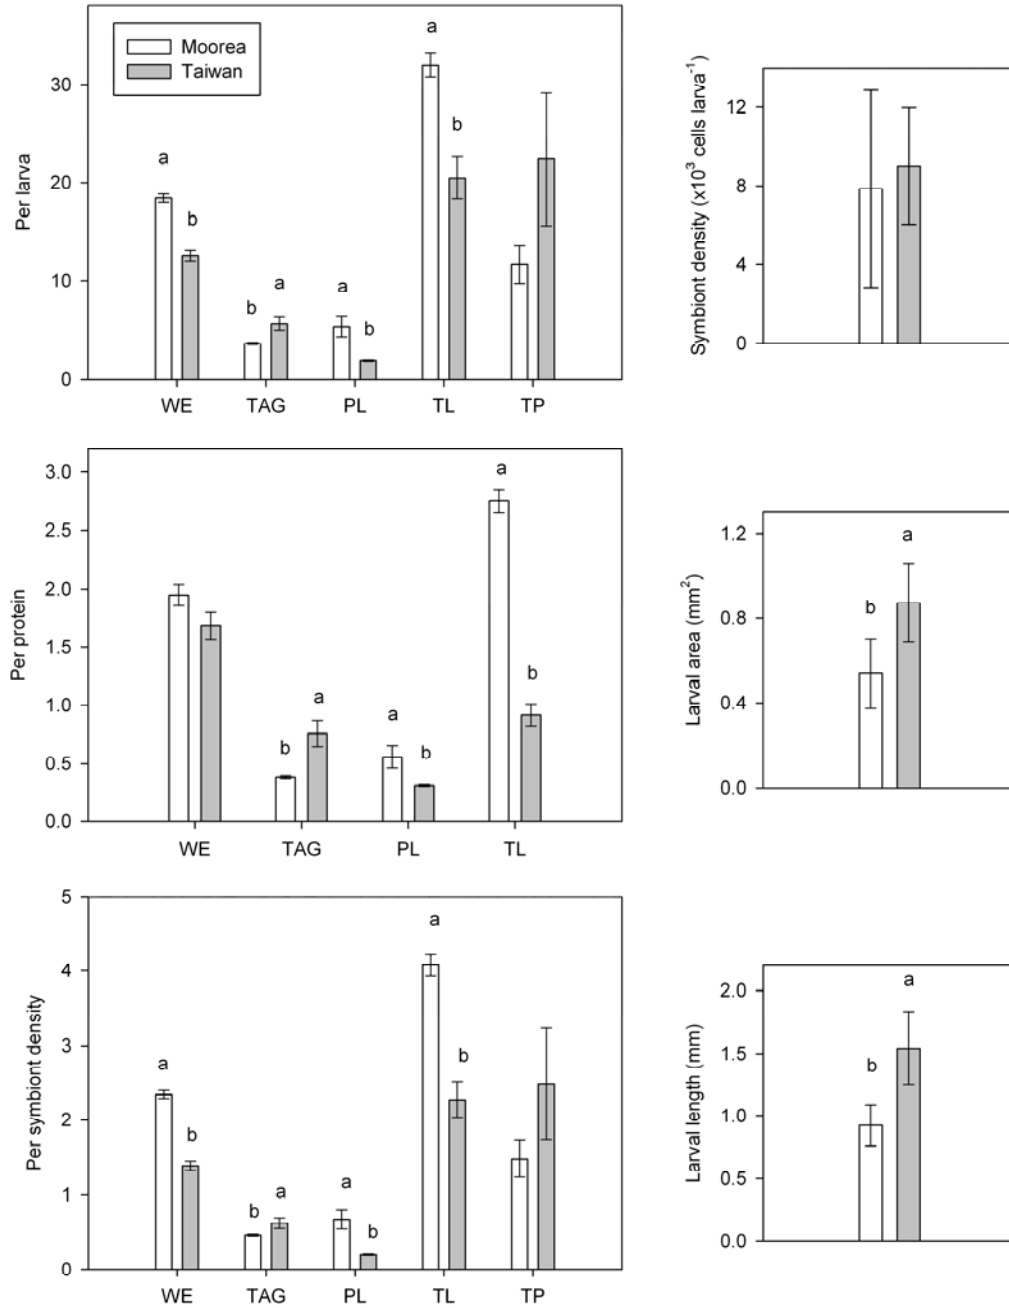 Moorea
Taiwan
Per larva
30
20
10
0
a
b
b
a
a
b
a
b
WE TAG PL TL TP
Symbiont density (x10³ cells larva⁻¹)
12
8
4
0
Per protein
3.0
2.5
2.0
1.5
1.0
0.5
0.0
b
a
a
b
a
b
WE TAG PL TL
Larval area (mm²)
1.2
0.8
0.4
0.0
b
a
Per symbiont density
5
4
3
2
1
0
a
b
b
a
a
b
a
b
WE TAG PL TL TP
Larval length (mm)
2.0
1.5
1.0
0.5
0.0
b
a